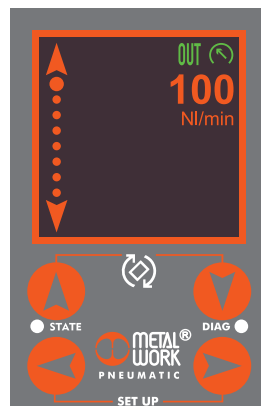 OUT
100
Nl/min
STATE
DIAG
METAL®
WORK
PNEUMATIC
SET UP